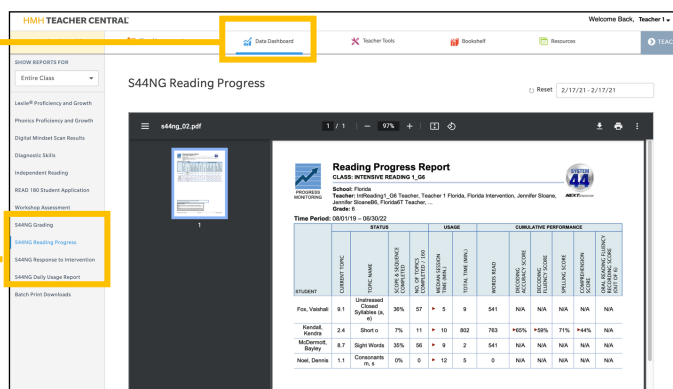 HMH TEACHER CENTRAL
Welcome Back, Teacher 1
Data Dashboard
Teacher Tools
Bookshelf
Resources
TEAC
SHOW REPORTS FOR
Entire Class
Lexile® Proficiency and Growth
Phonics Proficiency and Growth
Digital Mindset Scan Results
Diagnostic Skills
Independent Reading
READ 180 Student Application
Workshop Assessment
S44NG Grading
S44NG Reading Progress
S44NG Response to Intervention
S44NG Daily Usage Report
Batch Print Downloads
S44NG Reading Progress
Reset
2/17/21 - 2/17/21
s44ng_02.pdf
1 / 1
97%
1
PROGRESS MONITORING
Reading Progress Report
CLASS: INTENSIVE READING 1_G6
School: Florida
Teacher: IntReading1_G6 Teacher, Teacher 1 Florida, Florida Intervention, Jennifer Sloane,
Jennifer SloaneB6, Florida6T Teacher, ...
Grade: 6
SYSTEM 44
NEXT
Time Period: 08/01/19 – 06/30/22
STATUS USAGE CUMULATIVE PERFORMANCE
STUDENT
CURRENT TOPIC
TOPIC NAME
SCOPE & SEQUENCE COMPLETED
NO. OF TOPICS COMPLETED / 160
MEDIAN SESSION TIME (MIN.)
TOTAL TIME (MIN.)
WORDS READ
DECODING ACCURACY SCORE
DECODING FLUENCY SCORE
SPELLING SCORE
COMPREHENSION SCORE
ORAL READING FLUENCY RECORDING SCORE (OUT OF 6)
Fox, Vaishali 9.1 Unstressed Closed Syllables (a, e) 36% 57 5 9 541 N/A N/A N/A N/A N/A
Kendall, Kendra 2.4 Short o 7% 11 10 802 763 65% 59% 71% 44% N/A
McDermott, Bayley 8.7 Sight Words 35% 56 9 2 541 N/A N/A N/A N/A N/A
Noel, Dennis 1.1 Consonants m, s 0% 0 12 5 0 N/A N/A N/A N/A N/A